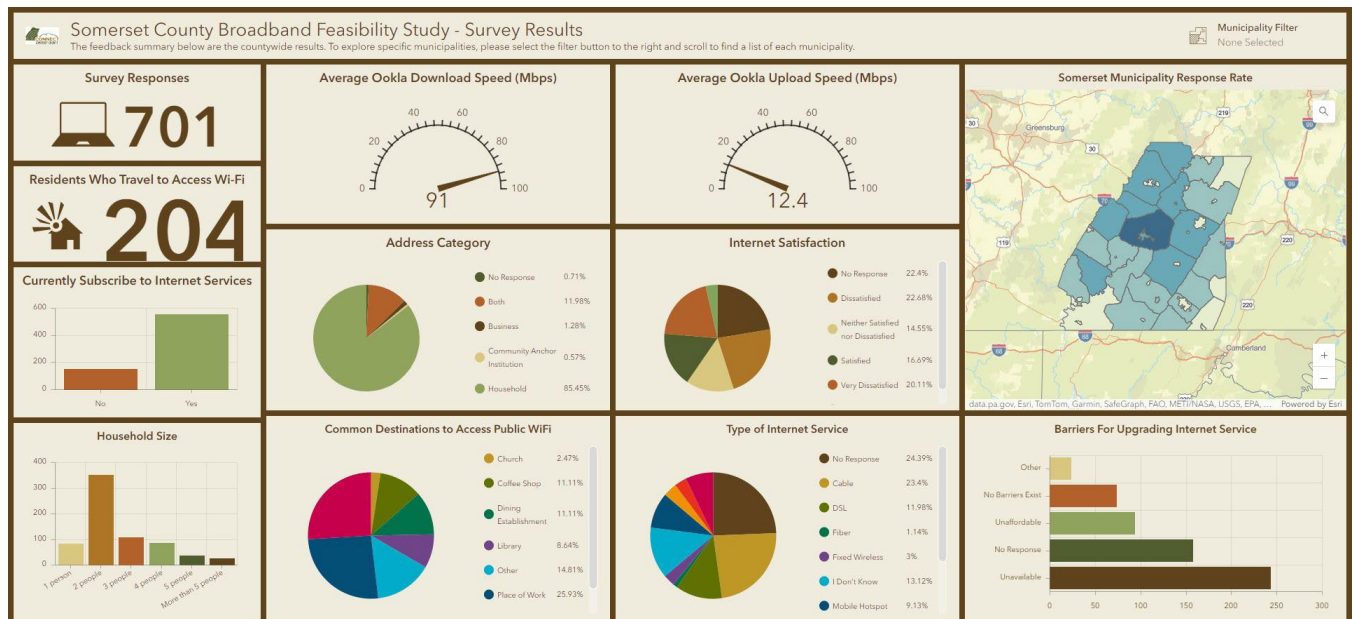 Somerset County Broadband Feasibility Study - Survey Results
The feedback summary below are the countywide results. To explore specific municipalities, please select the filter button to the right and scroll to find a list of each municipality.
Municipality Filter
None Selected
Survey Responses
701
Residents Who Travel to Access Wi-Fi
204
Currently Subscribe to Internet Services
600
400
200
0
No
Yes
Household Size
400
300
200
100
0
1 person
2 people
3 people
4 people
5 people
More than 5 people
Average Ookla Download Speed (Mbps)
0
20
40
60
80
100
91
Average Ookla Upload Speed (Mbps)
0
20
40
60
80
100
12.4
Address Category
No Response 0.71%
Both 11.98%
Business 1.28%
Community Anchor
Institution 0.57%
Household 85.45%
Internet Satisfaction
No Response 22.4%
Dissatisfied 22.68%
Neither Satisfied
nor Dissatisfied 14.55%
Satisfied 16.69%
Very Dissatisfied 20.11%
Common Destinations to Access Public WiFi
Church 2.47%
Coffee Shop 11.11%
Dining
Establishment 11.11%
Library 8.64%
Other 14.81%
Place of Work 25.93%
Type of Internet Service
No Response 24.39%
Cable 23.4%
DSL 11.98%
Fiber 1.14%
Fixed Wireless 3%
I Don't Know 13.12%
Mobile Hotspot 9.13%
Somerset Municipality Response Rate
219
30
Greensburg
30
99
76
119
220
220
68
68
Cumberland
+
−
data.pa.gov, Esri, TomTom, Garmin, SafeGraph, FAO, METI/NASA, USGS, EPA, ... Powered by Esri
Barriers For Upgrading Internet Service
Other
No Barriers Exist
Unaffordable
No Response
Unavailable
0
50
100
150
200
250
300